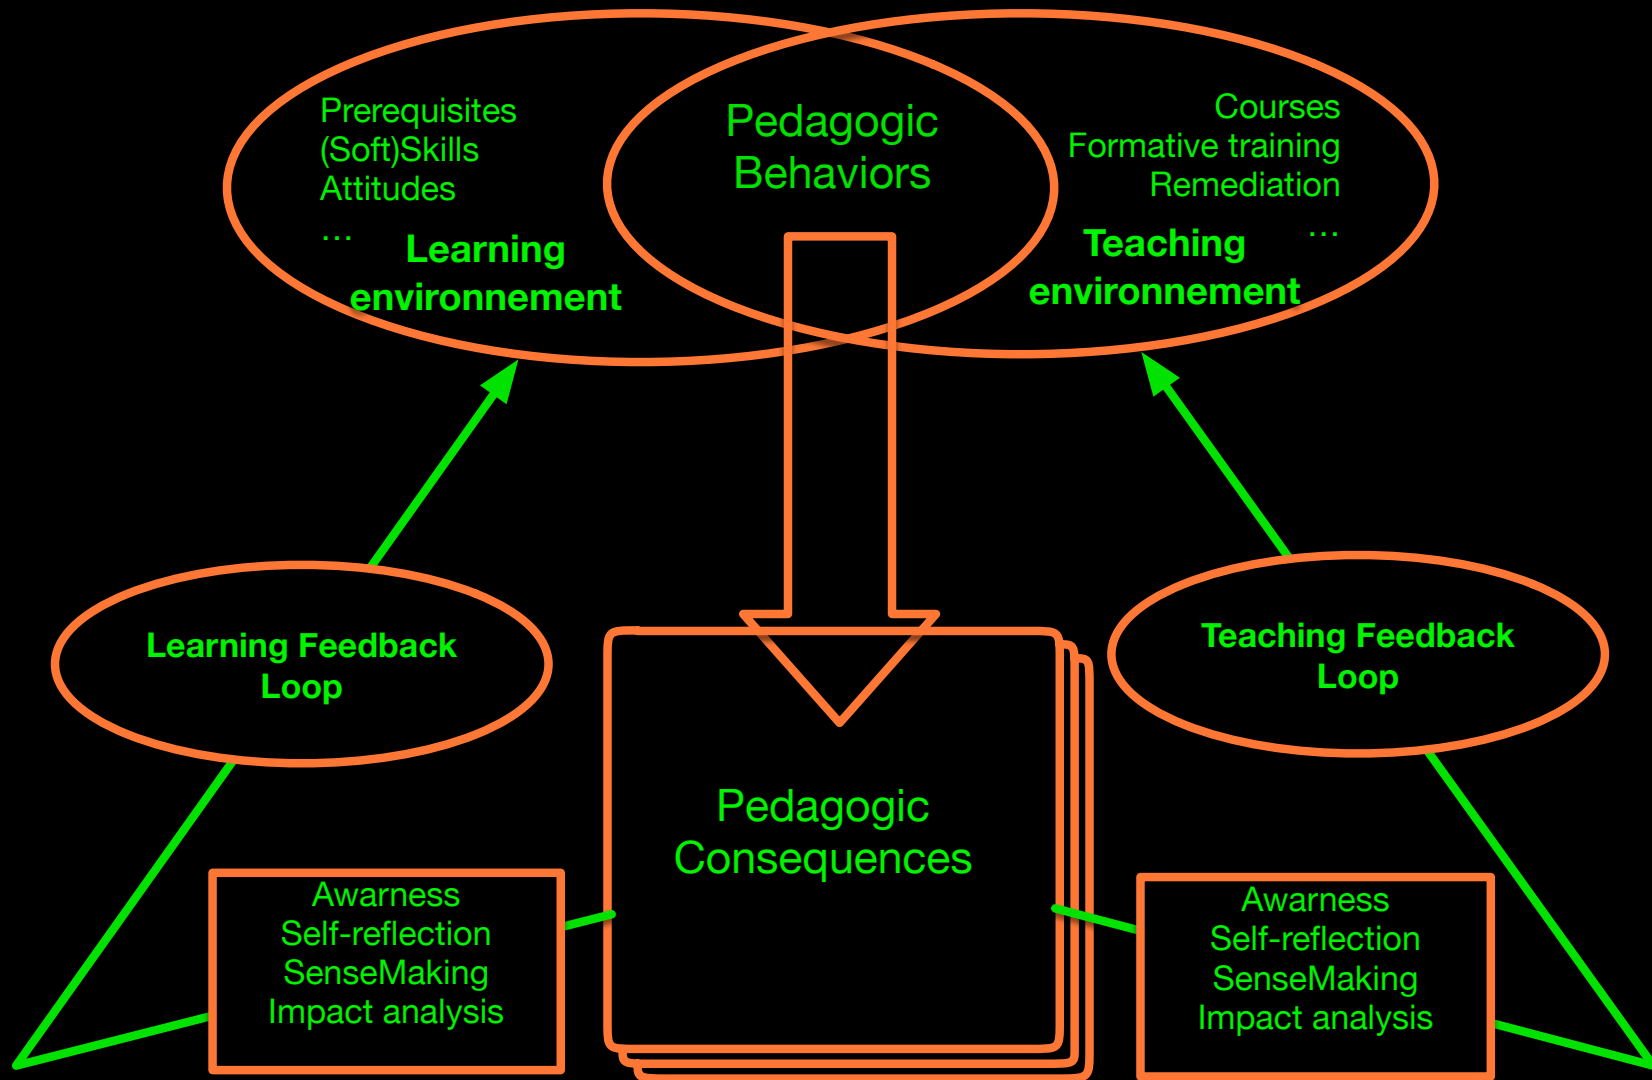 Prerequisites
(Soft)Skills
Attitudes
...
Learning
environnement
Pedagogic
Behaviors
Courses
Formative training
Remediation
...
Teaching
environnement
Learning Feedback
Loop
Teaching Feedback
Loop
Pedagogic
Consequences
Awarness
Self-reflection
SenseMaking
Impact analysis
Awarness
Self-reflection
SenseMaking
Impact analysis